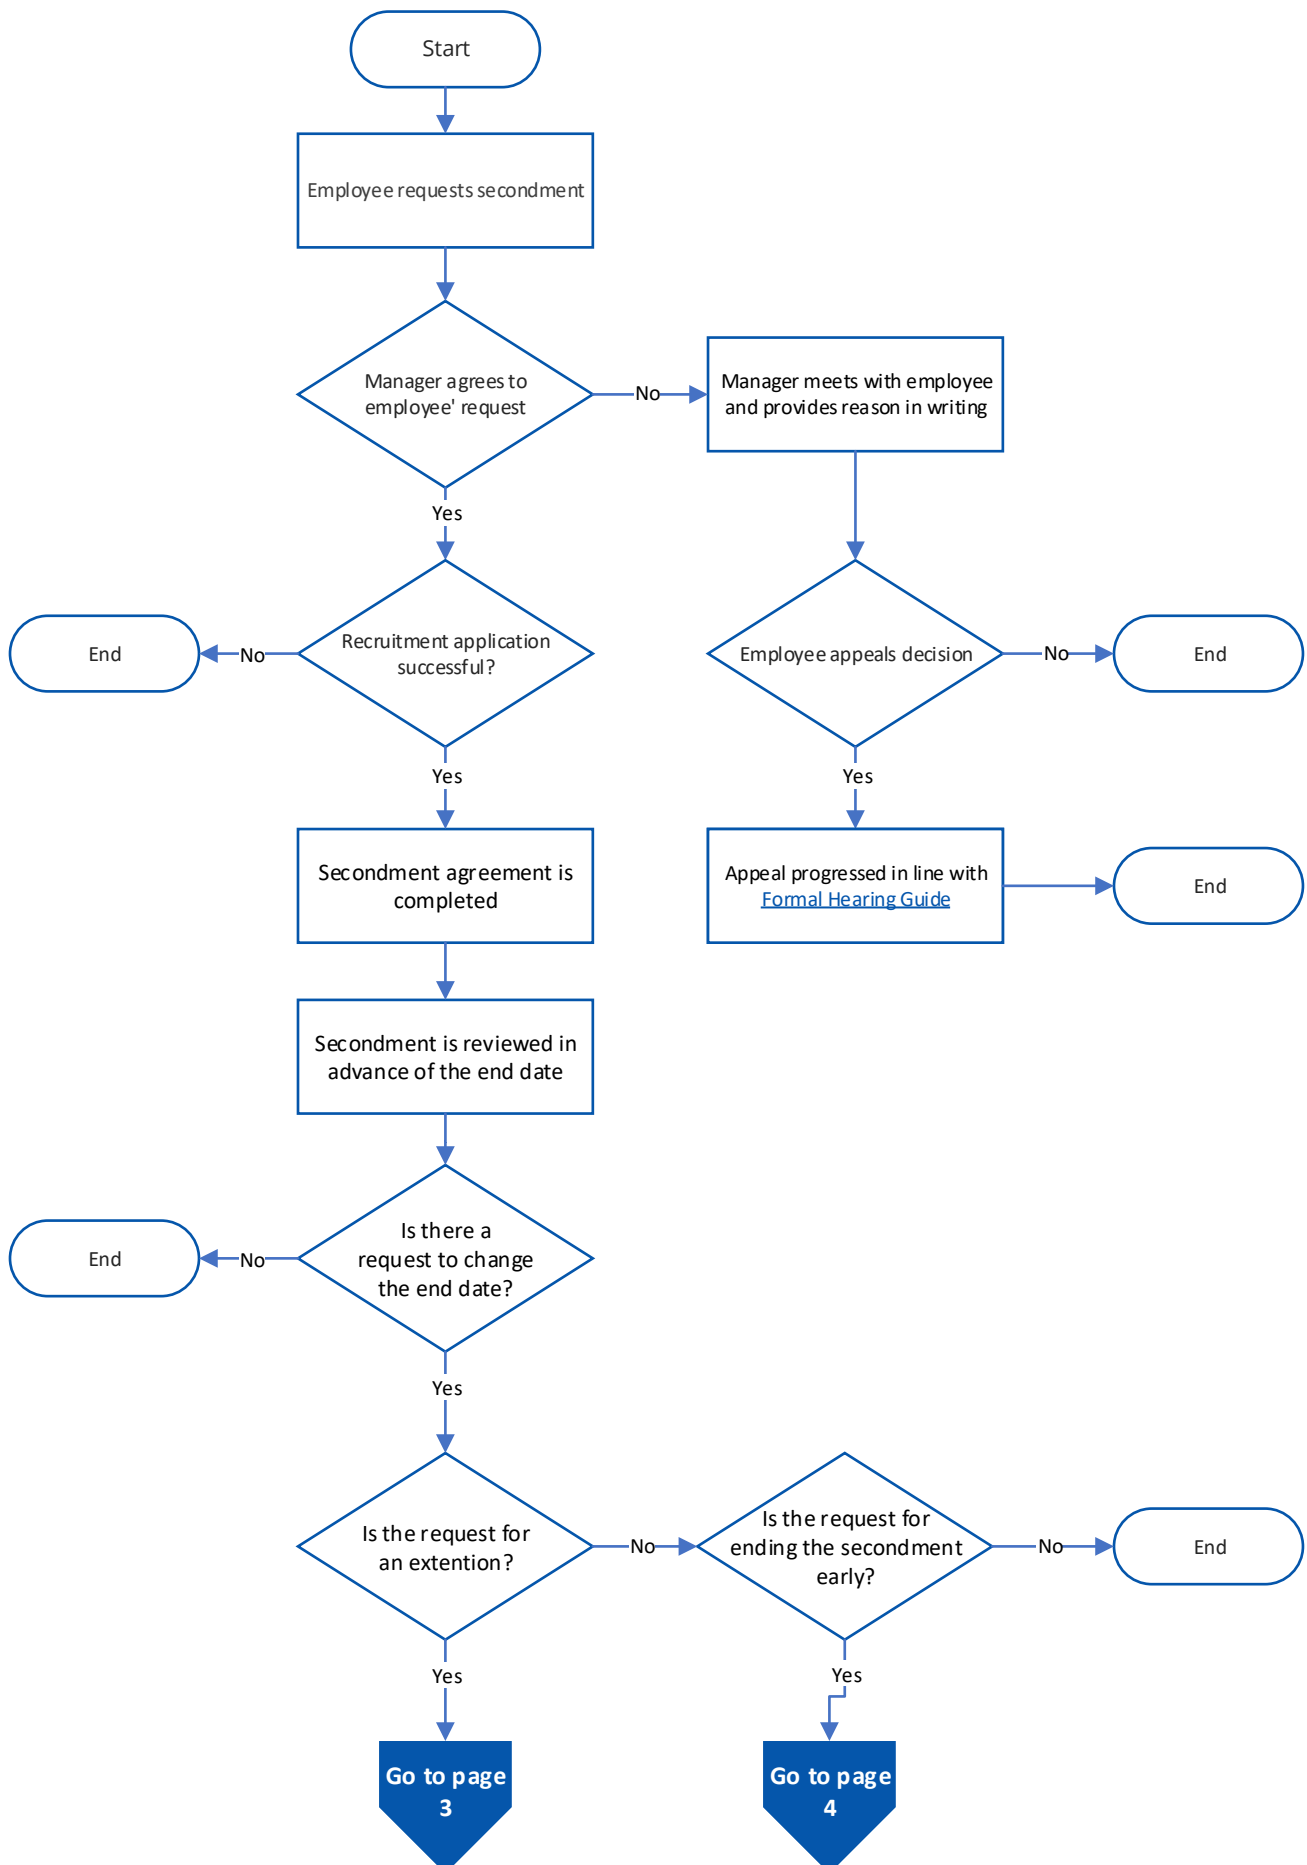 Start
Employee requests secondment
Manager agrees to
employee' request
No
Manager meets with employee
and provides reason in writing
Yes
End
No
Recruitment application
successful?
Employee appeals decision
No
End
Yes
Yes
Secondment agreement is
completed
Appeal progressed in line with
Formal Hearing Guide
End
Secondment is reviewed in
advance of the end date
End
No
Is there a
request to change
the end date?
Yes
Is the request for
an extention?
No
Is the request for
ending the secondment
early?
No
End
Yes
Yes
Go to page
3
Go to page
4